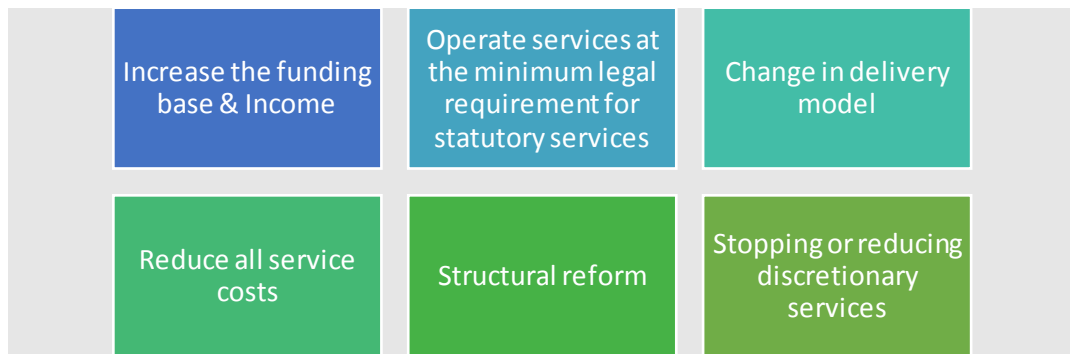 Increase the funding
base & Income
Operate services at
the minimum legal
requirement for
statutory services
Change in delivery
model
Reduce all service
costs
Structural reform
Stopping or reducing
discretionary
services